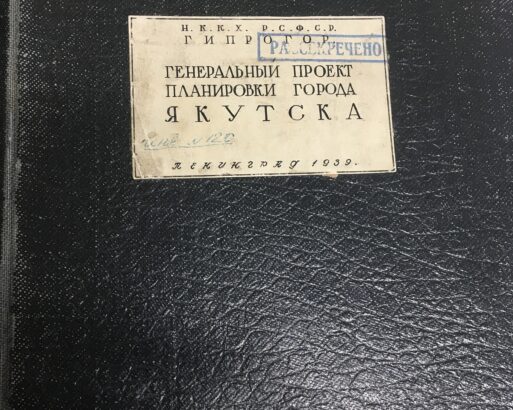 Н.К.К.Х. Р.С.Ф.С.Р.
ГИПРОГОР
РАССЕКРЕЧЕНО
ГЕНЕРАЛЬНЫЙ ПРОЕКТ
ПЛАНИРОВКИ ГОРОДА
ЯКУТСКА
ЛЕНИНГРАД 1939.